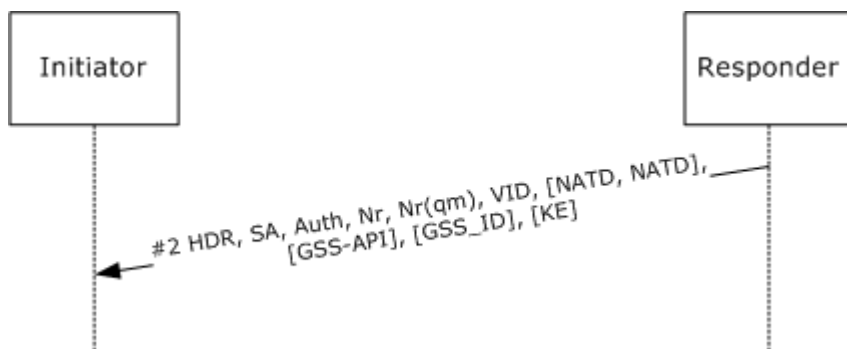 Initiator
Responder
#2 HDR, SA, Auth, Nr, Nr(qm), VID, [NATD, NATD],
[GSS-API], [GSS_ID], [KE]